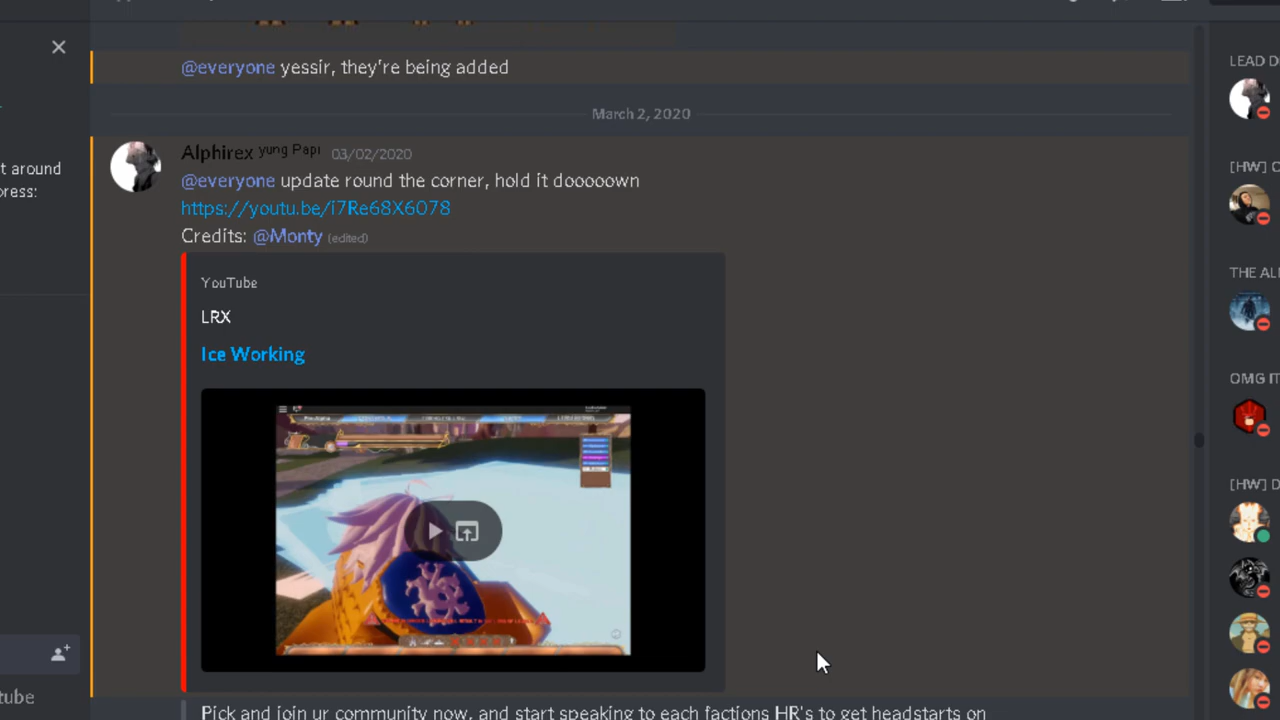 @everyone yessir, they're being added
March 2, 2020
LEAD D
Alphirex yung Papi 03/02/2020
t around
@everyone update round the corner, hold it dooooown
ress:
[HW] C
https://youtu.be/i7Re68X6078
Credits: @Monty (edited)
THE AL
YouTube
LRX
Ice Working
OMG IT
[HW] D
tube
Pick and join ur community now, and start speaking to each factions HR's to get headstarts on